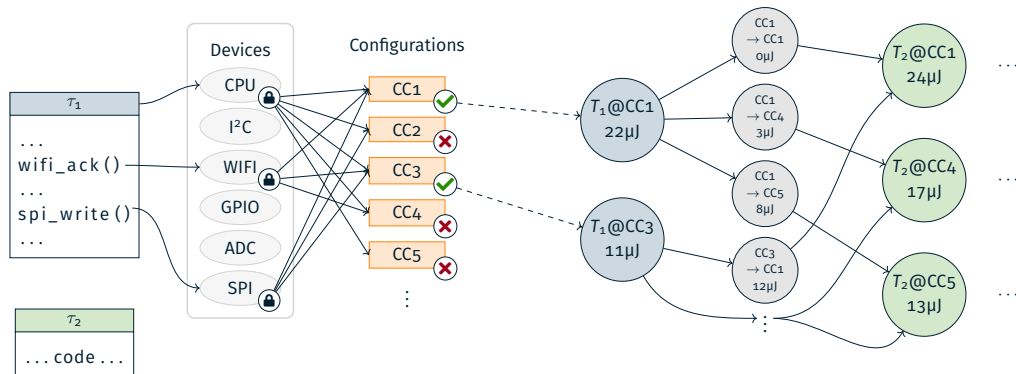 τ₁
...
wifi_ack()
...
spi_write()
...
τ₂
... code ...
Devices
CPU
I²C
WIFI
GPIO
ADC
SPI
Configurations
CC1
CC2
CC3
CC4
CC5
⋮
T₁@CC1
22µJ
T₁@CC3
11µJ
CC1
→ CC1
0µJ
CC1
→ CC4
3µJ
CC1
→ CC5
8µJ
CC3
→ CC1
12µJ
⋮
T₂@CC1
24µJ
T₂@CC4
17µJ
T₂@CC5
13µJ
...
...
...